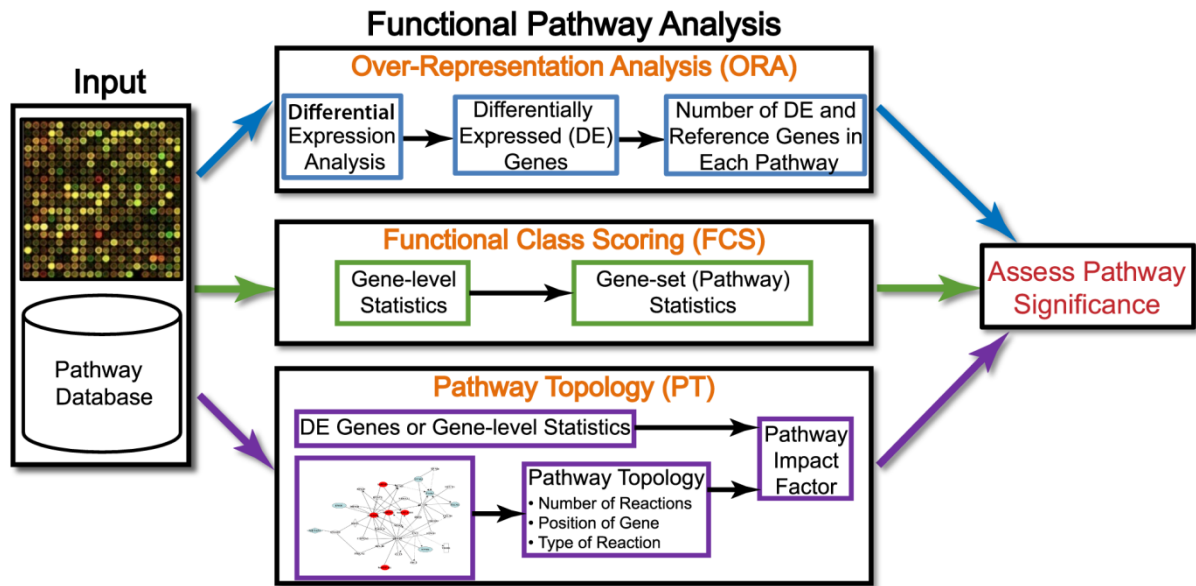 Functional Pathway Analysis
Input
Pathway
Database
Over-Representation Analysis (ORA)
Differential
Expression
Analysis
Differentially
Expressed (DE)
Genes
Number of DE and
Reference Genes in
Each Pathway
Functional Class Scoring (FCS)
Gene-level
Statistics
Gene-set (Pathway)
Statistics
Pathway Topology (PT)
DE Genes or Gene-level Statistics
Pathway Topology
• Number of Reactions
• Position of Gene
• Type of Reaction
Pathway
Impact
Factor
Assess Pathway
Significance